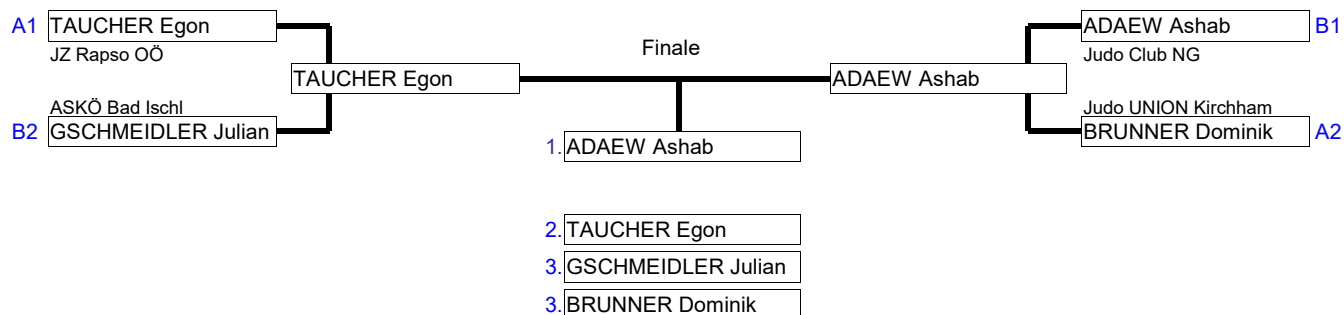 A1 TAUCHER Egon
JZ Rapso OÖ
TAUCHER Egon
ASKÖ Bad Ischl
B2 GSCHMEIDLER Julian
Finale
ADAEW Ashab B1
Judo Club NG
ADAEW Ashab
Judo UNION Kirchham
BRUNNER Dominik A2
1. ADAEW Ashab
2. TAUCHER Egon
3. GSCHMEIDLER Julian
3. BRUNNER Dominik